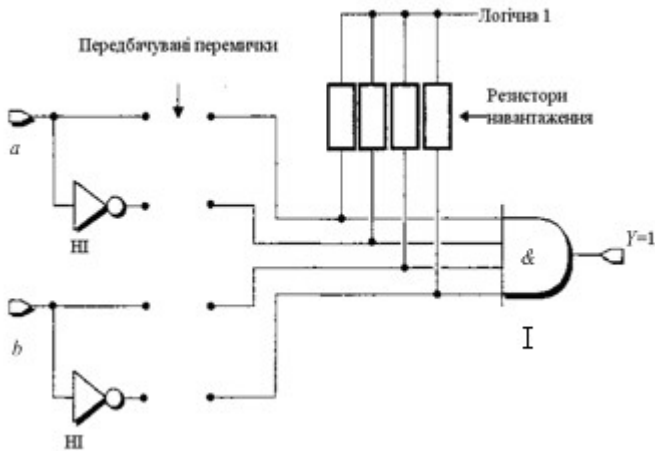 Логічна 1
Передбачувані перемички
Резистори
навантаження
a
НІ
&
Y=1
I
b
НІ